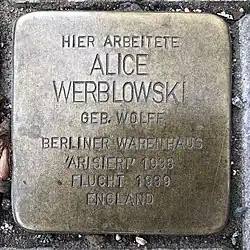 HIER ARBEITETE
ALICE
WERBLOWSKI
GEB. WOLFF
BERLINER WARENHAUS
'ARISIERT' 1938
FLUCHT 1939
ENGLAND